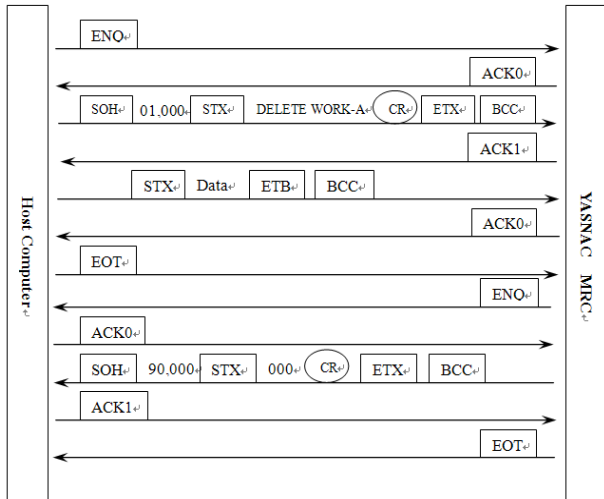 ENQ
ACK0
SOH 01,000 STX DELETE WORK-A CR ETX BCC
ACK1
STX Data ETB BCC
ACK0
EOT
ENQ
ACK0
SOH 90,000 STX 000 CR ETX BCC
ACK1
EOT
Host Computer
YASNAC MRC